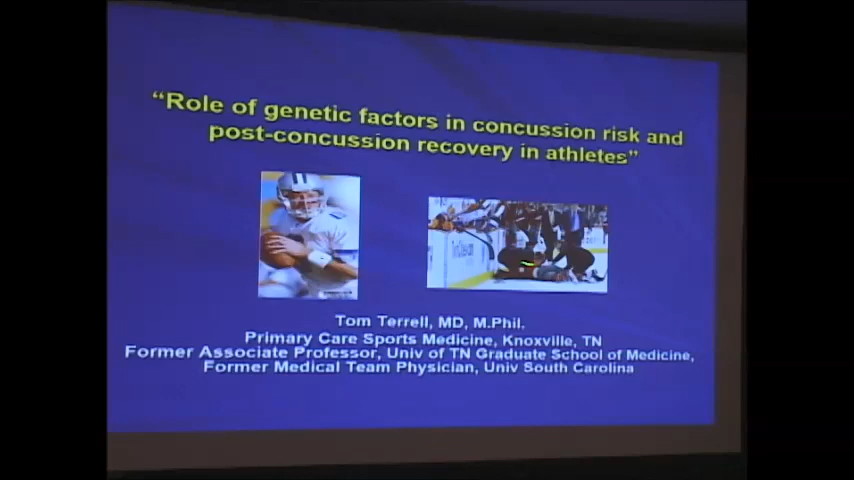 “Role of genetic factors in concussion risk and
post-concussion recovery in athletes”
Tom Terrell, MD, M.Phil.
Primary Care Sports Medicine, Knoxville, TN
Former Associate Professor, Univ of TN Graduate School of Medicine,
Former Medical Team Physician, Univ South Carolina